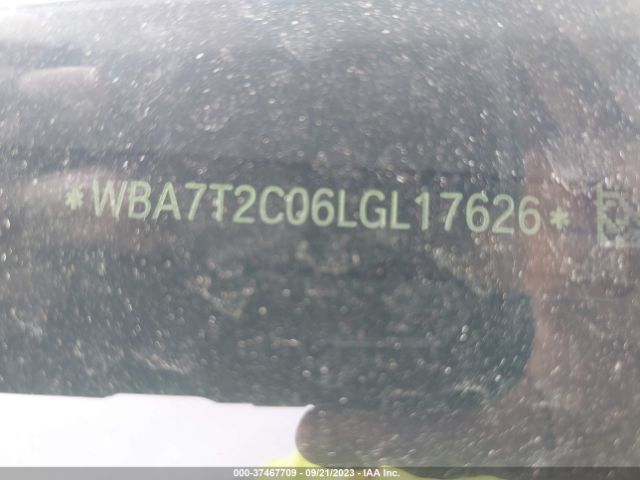 *WBA7T2C06LGL17626*
000-37467709 - 09/21/2023 - IAA Inc.